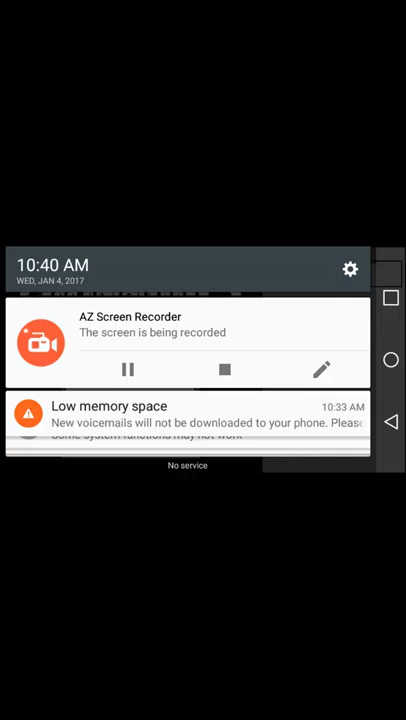 10:40 AM
WED, JAN 4, 2017
AZ Screen Recorder
The screen is being recorded
Low memory space
10:33 AM
New voicemails will not be downloaded to your phone. Please
Some system functions may not work
No service